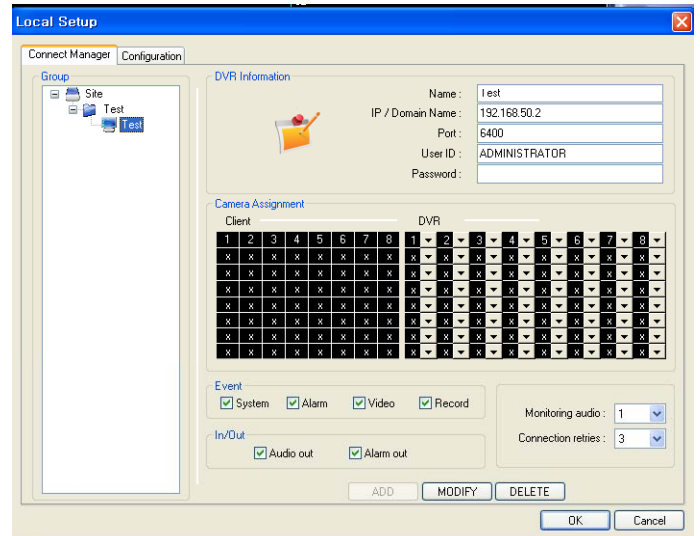 Local Setup
Connect Manager Configuration
Group
Site
Test
Test
DVR Information
Name : Test
IP / Domain Name : 192.168.50.2
Port : 6400
User ID : ADMINISTRATOR
Password :
Camera Assignment
Client DVR
1 2 3 4 5 6 7 8 1 2 3 4 5 6 7 8
x x x x x x x x x x x x x x x x
x x x x x x x x x x x x x x x x
x x x x x x x x x x x x x x x x
x x x x x x x x x x x x x x x x
x x x x x x x x x x x x x x x x
x x x x x x x x x x x x x x x x
x x x x x x x x x x x x x x x x
Event
System Alarm Video Record
In/Out
Audio out Alarm out
Monitoring audio : 1
Connection retries : 3
ADD MODIFY DELETE
OK Cancel